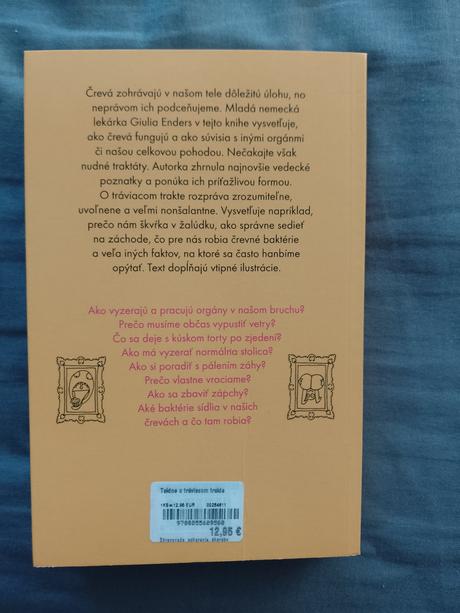 Črevá zohrávajú v našom tele dôležitú úlohu, no
neprávom ich podceňujeme. Mladá nemecká
lekárka Giulia Enders v tejto knihe vysvetľuje,
ako črevá fungujú a ako súvisia s inými orgánmi
či našou celkovou pohodou. Nečakajte však
nudné traktáty. Autorka zhrnula najnovšie vedecké
poznatky a ponúka ich príťažlivou formou.
O tráviacom trakte rozpráva zrozumiteľne,
uvoľnene a veľmi nonšalantne. Vysvetľuje napríklad,
prečo nám škvŕka v žalúdku, ako správne sedieť
na záchode, čo pre nás robia črevné baktérie
a veľa iných faktov, na ktoré sa často hanbíme
opýtať. Text dopĺňajú vtipné ilustrácie.
Ako vyzerajú a pracujú orgány v našom bruchu?
Prečo musíme občas vypustiť vetry?
Čo sa deje s kúskom torty po zjedení?
Ako má vyzerať normálna stolica?
Ako si poradiť s pálením záhy?
Prečo vlastne vraciame?
Ako sa zbaviť zápchy?
Aké baktérie sídlia v našich
črevách a čo tam robia?
o tráviacom trakte
1KS = 12,95 EUR 00254611
9788055609560
12,95 €